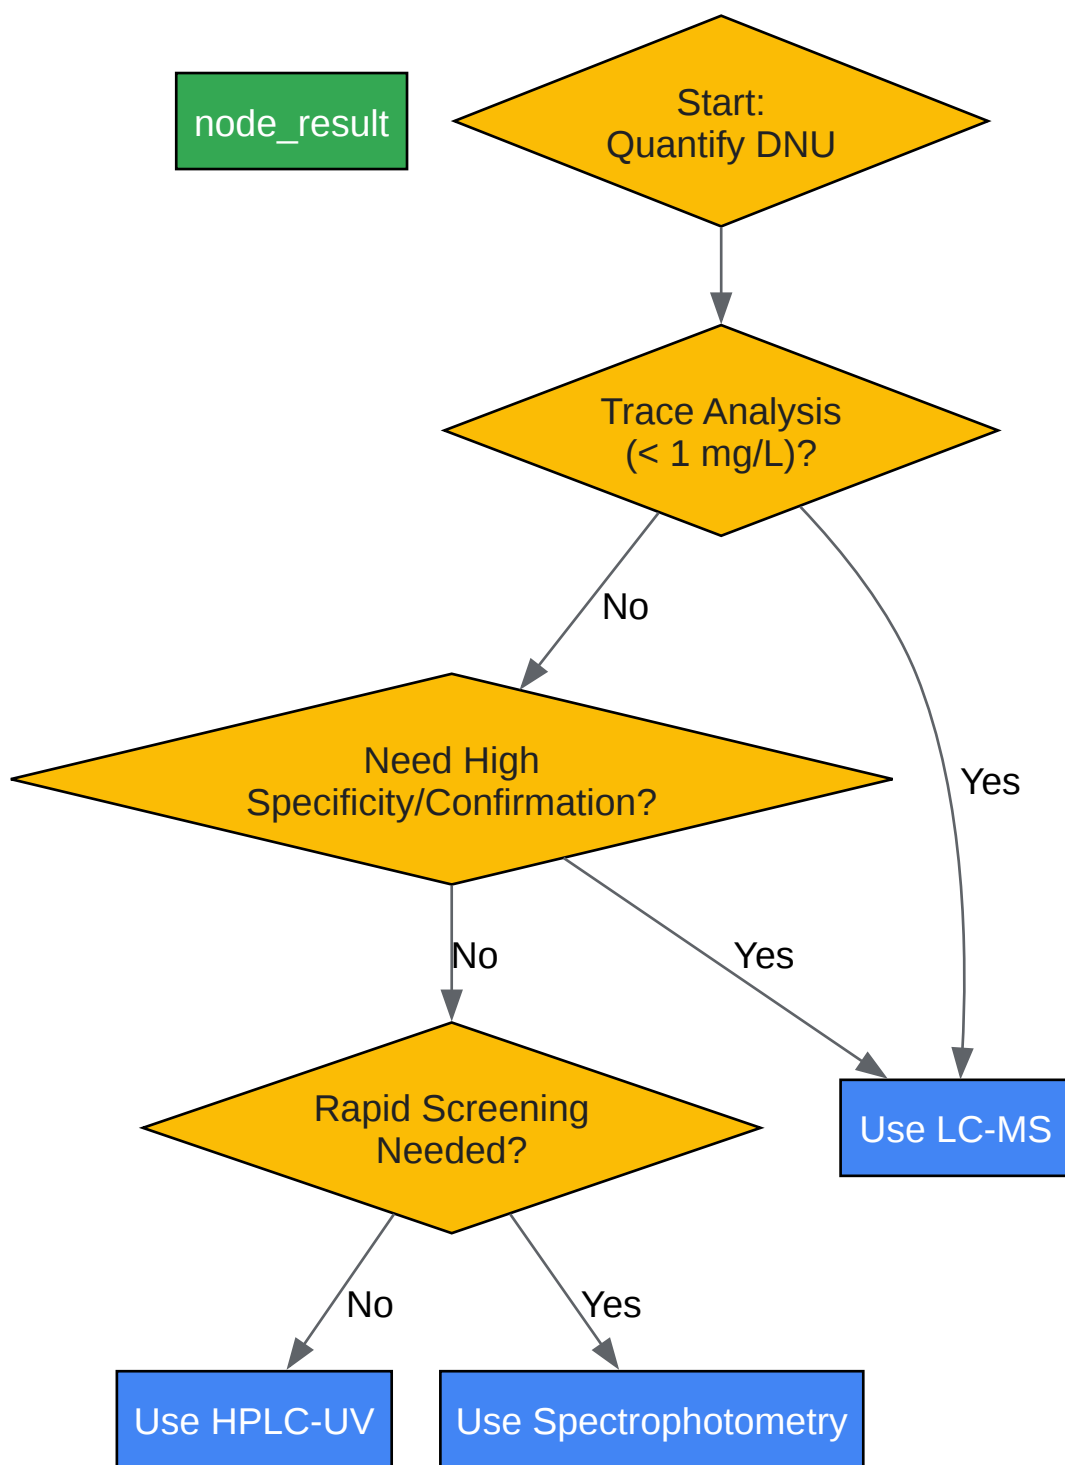 node_result
Start:
Quantify DNU
Trace Analysis
(< 1 mg/L)?
No
Yes
Need High
Specificity/Confirmation?
No
Yes
Rapid Screening
Needed?
Use LC-MS
No
Yes
Use HPLC-UV
Use Spectrophotometry